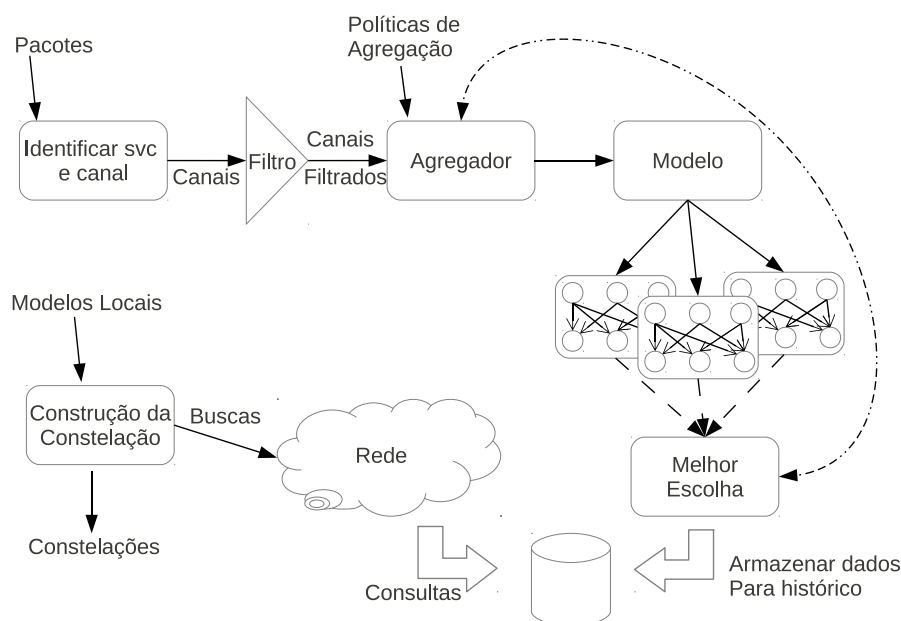 Pacotes
Políticas de
Agregação
Identificar svc
e canal
Canais
Filtro
Canais
Filtrados
Agregador
Modelo
Modelos Locais
Construção da
Constelação
Buscas
Rede
Melhor
Escolha
Constelações
Consultas
Armazenar dados
Para histórico